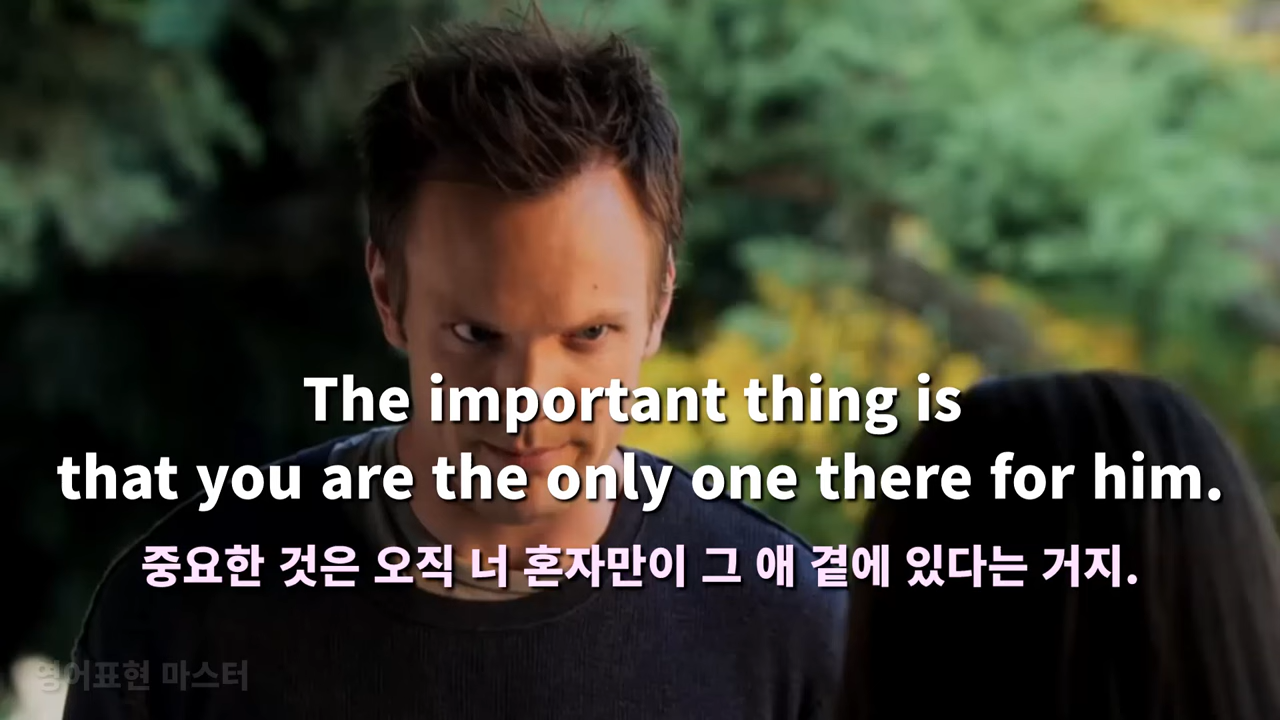 The important thing is
that you are the only one there for him.
중요한 것은 오직 너 혼자만이 그 애 곁에 있다는 거지.
영어표현 마스터